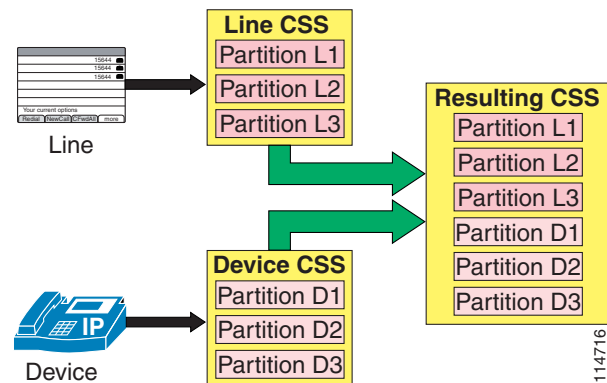 15644
15644
15644
Your current options
Redial NewCall CFwdAll more
Line
Line CSS
Partition L1
Partition L2
Partition L3
Device CSS
Partition D1
Partition D2
Partition D3
IP
Device
Resulting CSS
Partition L1
Partition L2
Partition L3
Partition D1
Partition D2
Partition D3
114716